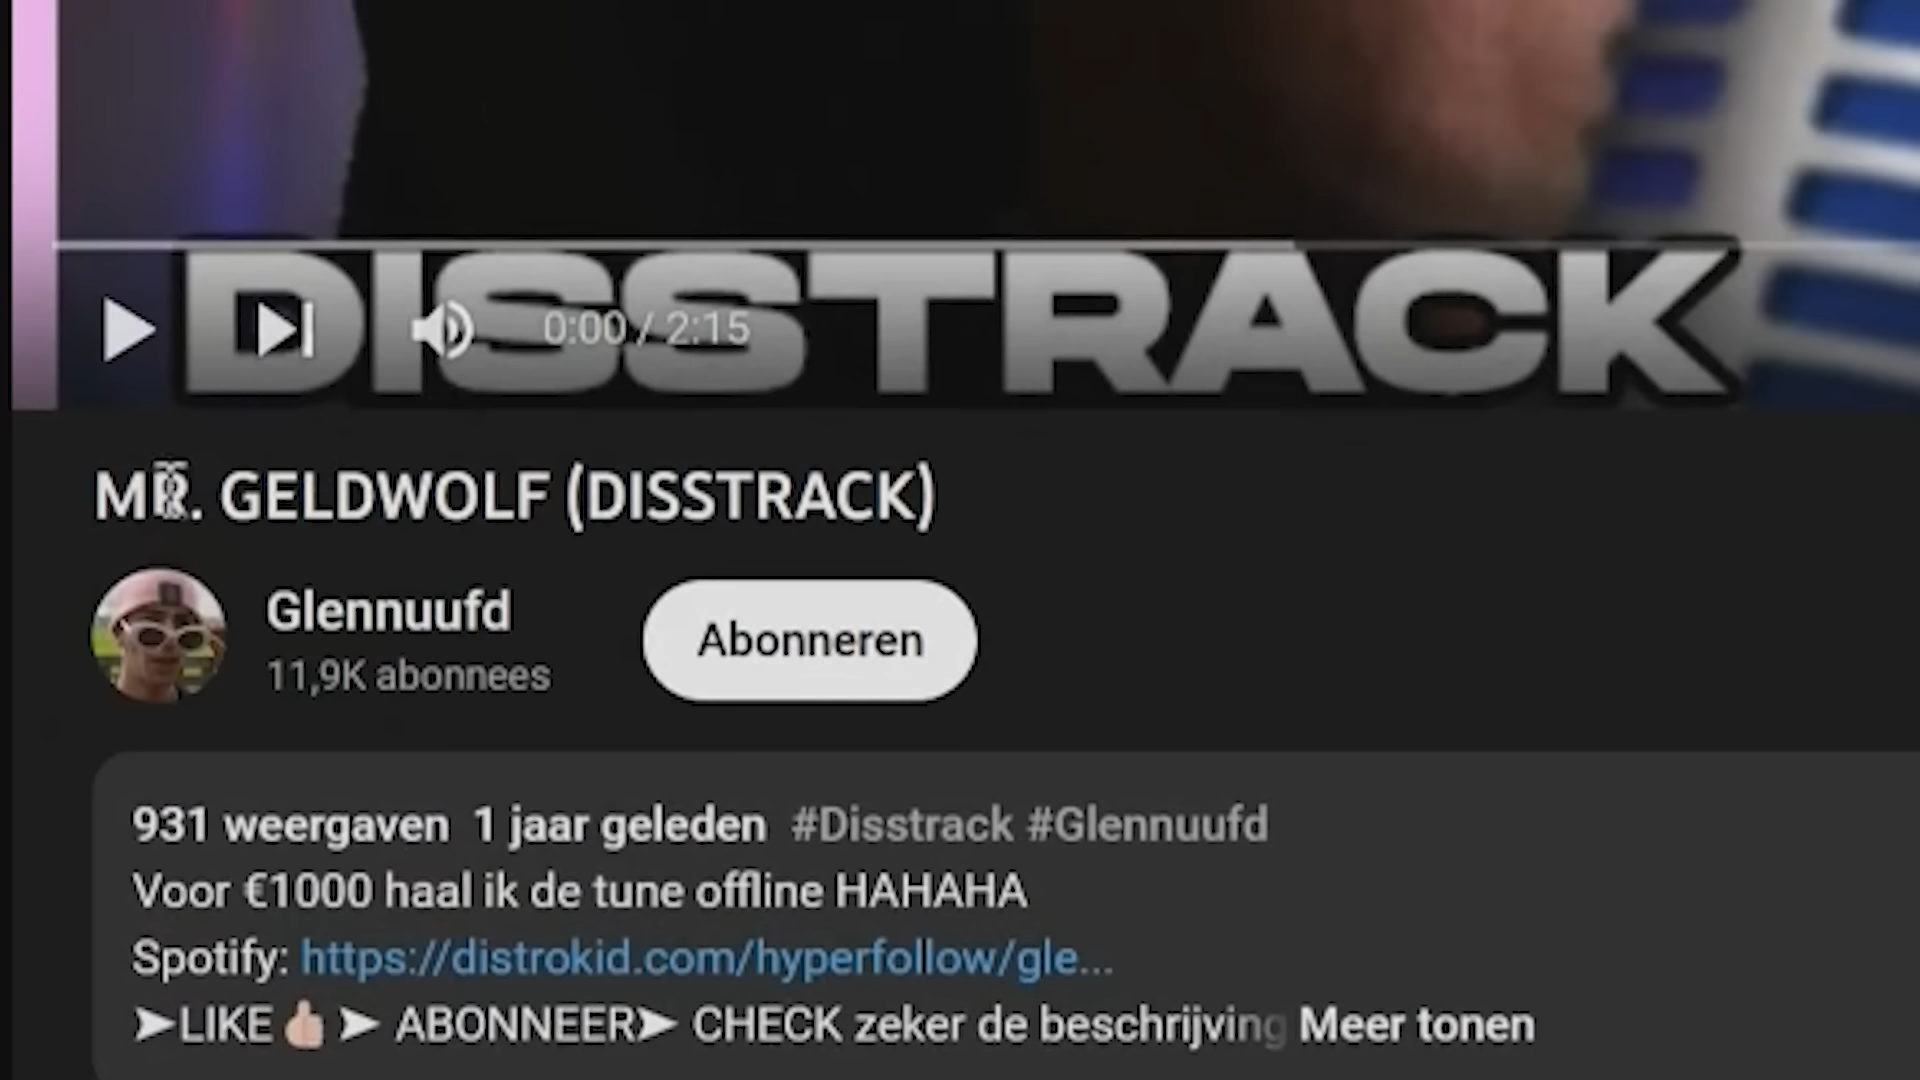 DISSTRACK
0:00 / 2:15
MR. GELDWOLF (DISSTRACK)
Glennuufd
11,9K abonnees
Abonneren
931 weergaven 1 jaar geleden #Disstrack #Glennuufd
Voor €1000 haal ik de tune offline HAHAHA
Spotify: https://distrokid.com/hyperfollow/gle...
➤LIKE👍🏻➤ ABONNEER➤ CHECK zeker de beschrijving Meer tonen